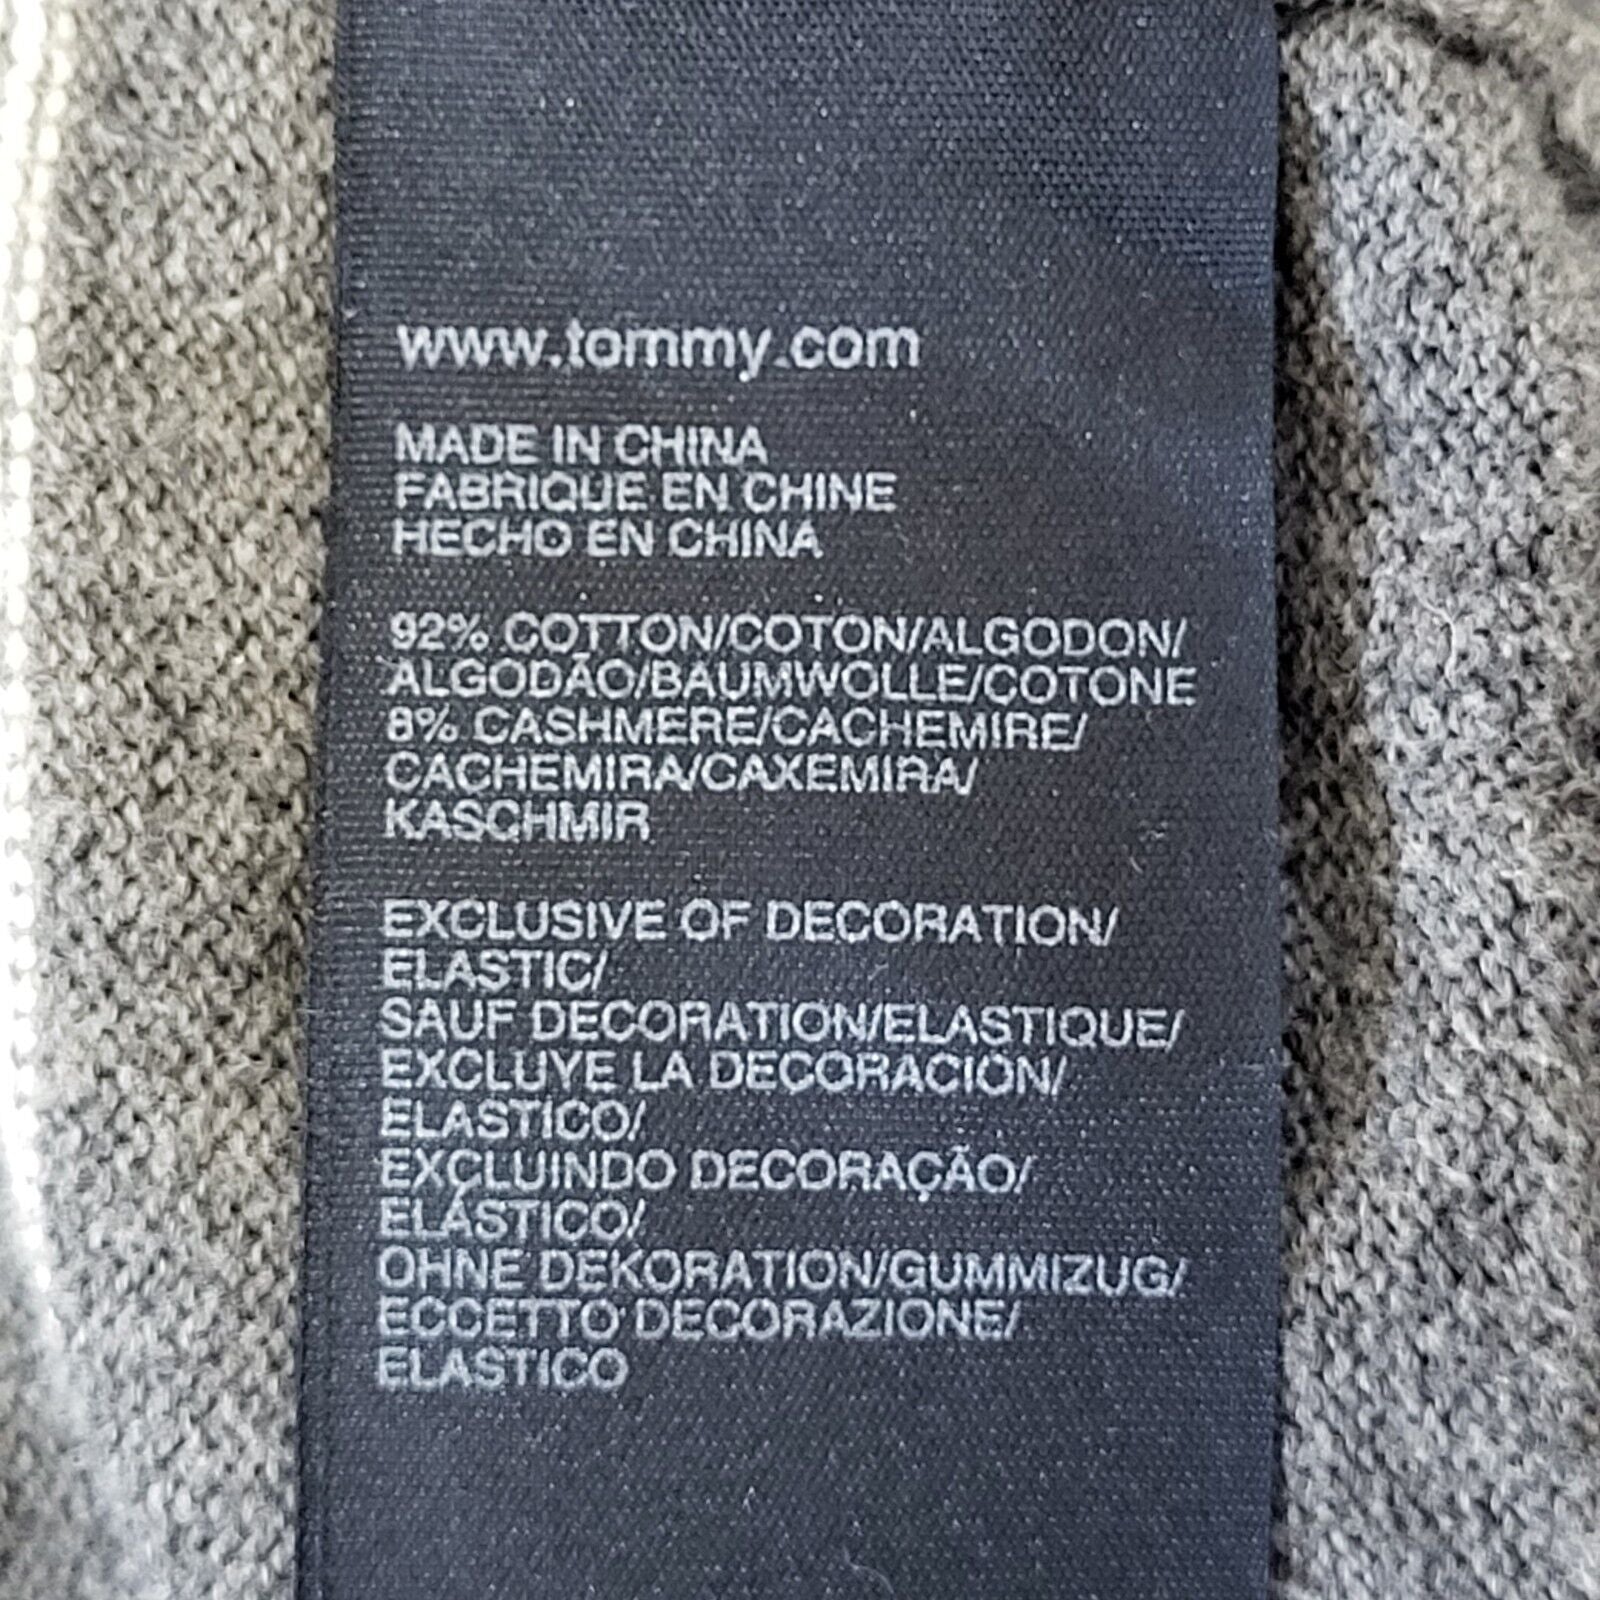 www.tommy.com
MADE IN CHINA
FABRIQUE EN CHINE
HECHO EN CHINA
92% COTTON/COTON/ALGODON/
ALGODÃO/BAUMWOLLE/COTONE
8% CASHMERE/CACHEMIRE/
CACHEMIRA/CAXEMIRA/
KASCHMIR
EXCLUSIVE OF DECORATION/
ELASTIC/
SAUF DECORATION/ELASTIQUE/
EXCLUYE LA DECORACIÓN/
ELASTICO/
EXCLUINDO DECORAÇÃO/
ELÁSTICO/
OHNE DEKORATION/GUMMIZUG/
ECCETTO DECORAZIONE/
ELASTICO